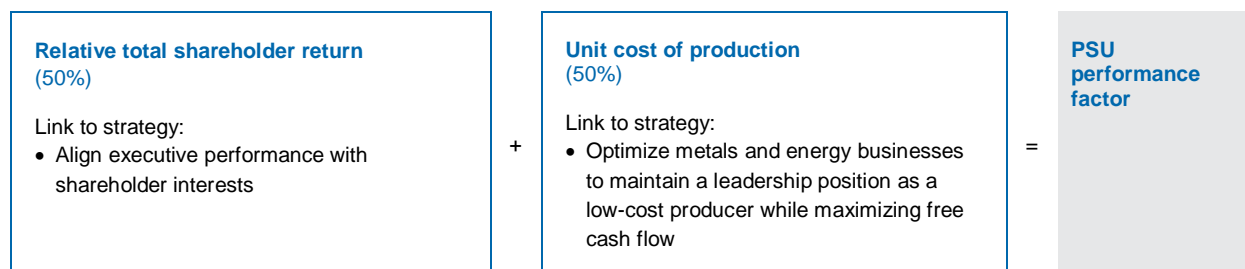 Relative total shareholder return
(50%)
Link to strategy:
• Align executive performance with
shareholder interests
+
Unit cost of production
(50%)
Link to strategy:
• Optimize metals and energy businesses
to maintain a leadership position as a
low-cost producer while maximizing free
cash flow
=
PSU
performance
factor